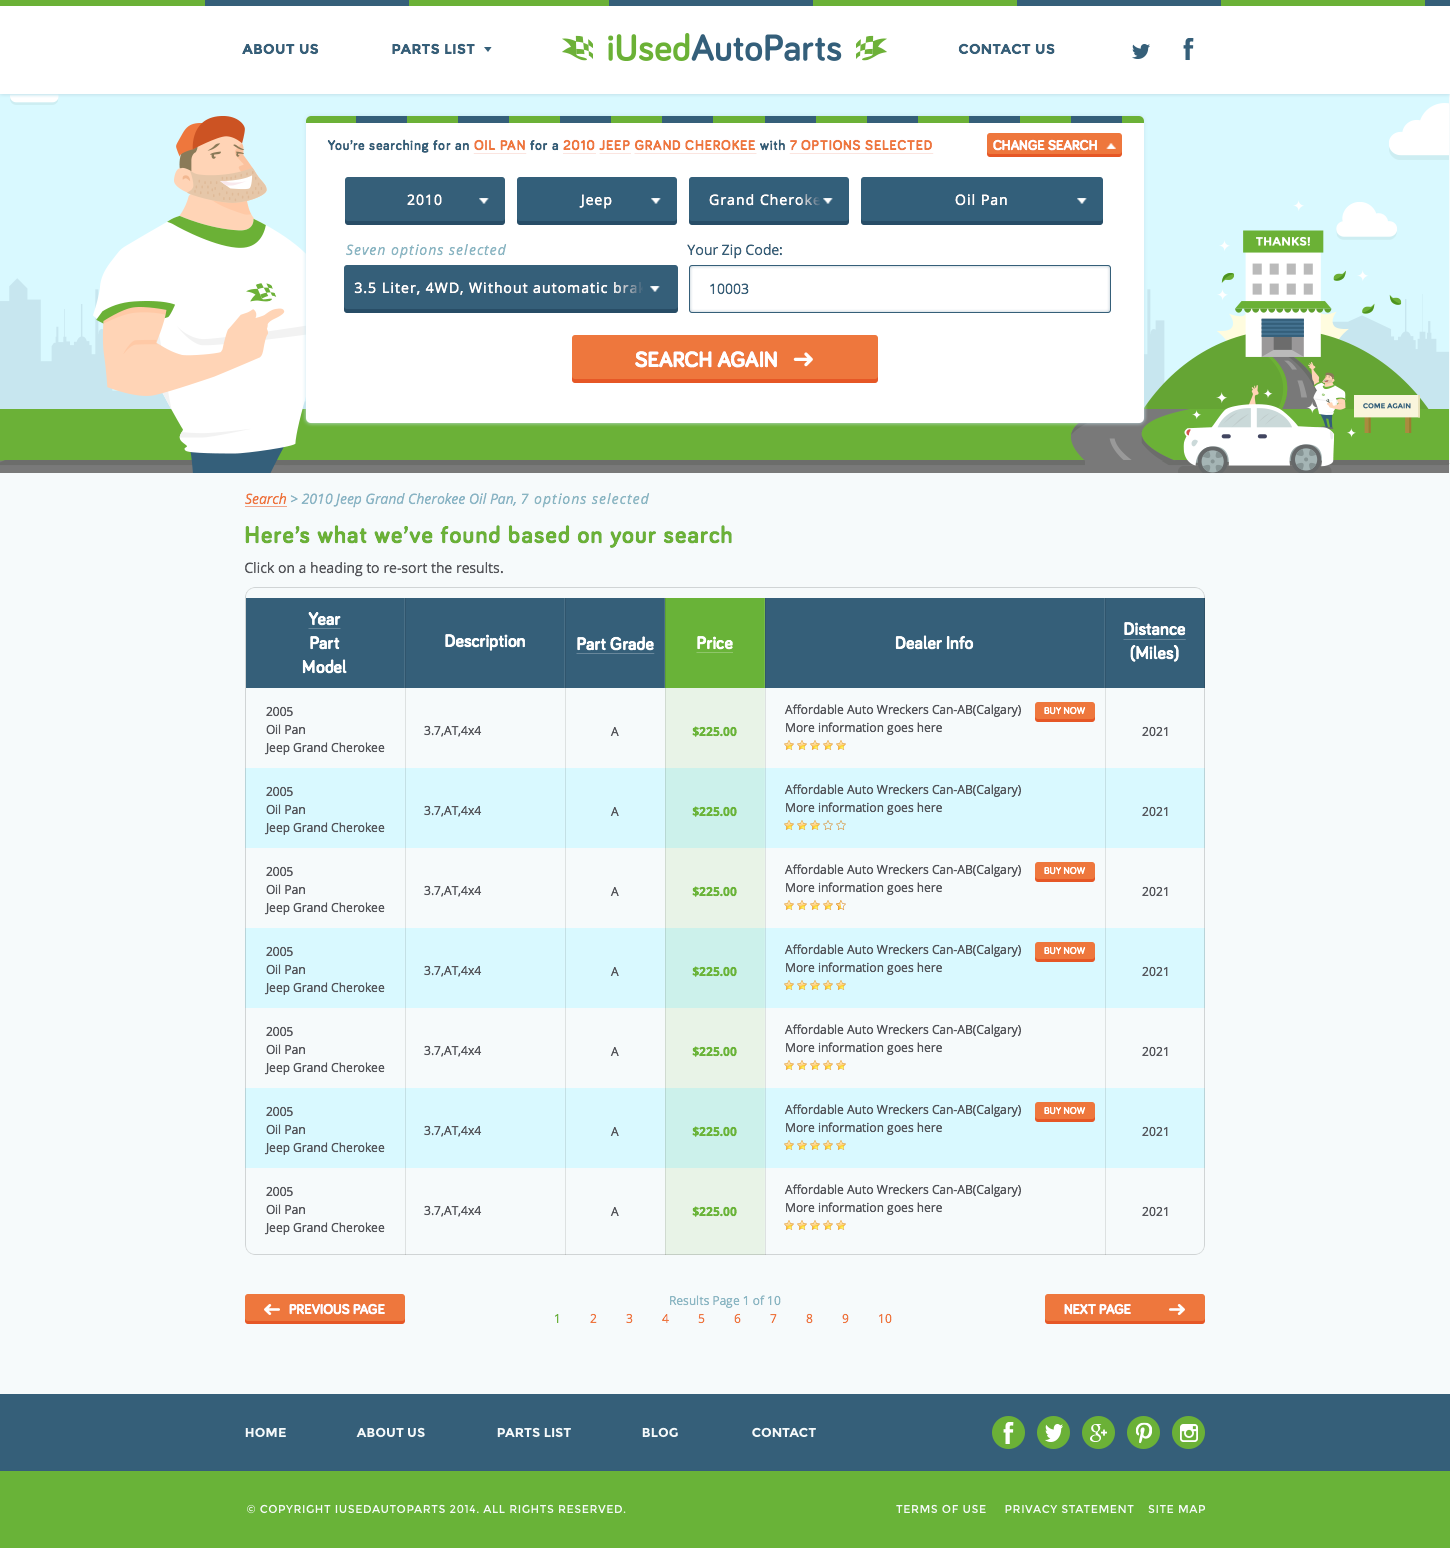 ABOUT US
PARTS LIST
iUsedAutoParts
CONTACT US
You're searching for an OIL PAN for a 2010 JEEP GRAND CHEROKEE with 7 OPTIONS SELECTED
CHANGE SEARCH
2010
Jeep
Grand Cheroke
Oil Pan
Seven options selected
Your Zip Code:
3.5 Liter, 4WD, Without automatic bra
10003
SEARCH AGAIN
THANKS!
COME AGAIN
Search > 2010 Jeep Grand Cherokee Oil Pan, 7 options selected
Here's what we've found based on your search
Click on a heading to re-sort the results.
Year
Part
Model
Description
Part Grade
Price
Dealer Info
Distance
(Miles)
2005
Oil Pan
Jeep Grand Cherokee
3.7,AT,4x4
A
$225.00
Affordable Auto Wreckers Can-AB(Calgary)
More information goes here
BUY NOW
2021
2005
Oil Pan
Jeep Grand Cherokee
3.7,AT,4x4
A
$225.00
Affordable Auto Wreckers Can-AB(Calgary)
More information goes here
2021
2005
Oil Pan
Jeep Grand Cherokee
3.7,AT,4x4
A
$225.00
Affordable Auto Wreckers Can-AB(Calgary)
More information goes here
BUY NOW
2021
2005
Oil Pan
Jeep Grand Cherokee
3.7,AT,4x4
A
$225.00
Affordable Auto Wreckers Can-AB(Calgary)
More information goes here
BUY NOW
2021
2005
Oil Pan
Jeep Grand Cherokee
3.7,AT,4x4
A
$225.00
Affordable Auto Wreckers Can-AB(Calgary)
More information goes here
2021
2005
Oil Pan
Jeep Grand Cherokee
3.7,AT,4x4
A
$225.00
Affordable Auto Wreckers Can-AB(Calgary)
More information goes here
BUY NOW
2021
2005
Oil Pan
Jeep Grand Cherokee
3.7,AT,4x4
A
$225.00
Affordable Auto Wreckers Can-AB(Calgary)
More information goes here
2021
PREVIOUS PAGE
Results Page 1 of 10
1 2 3 4 5 6 7 8 9 10
NEXT PAGE
HOME
ABOUT US
PARTS LIST
BLOG
CONTACT
© COPYRIGHT IUSEDAUTOPARTS 2014. ALL RIGHTS RESERVED.
TERMS OF USE
PRIVACY STATEMENT
SITE MAP